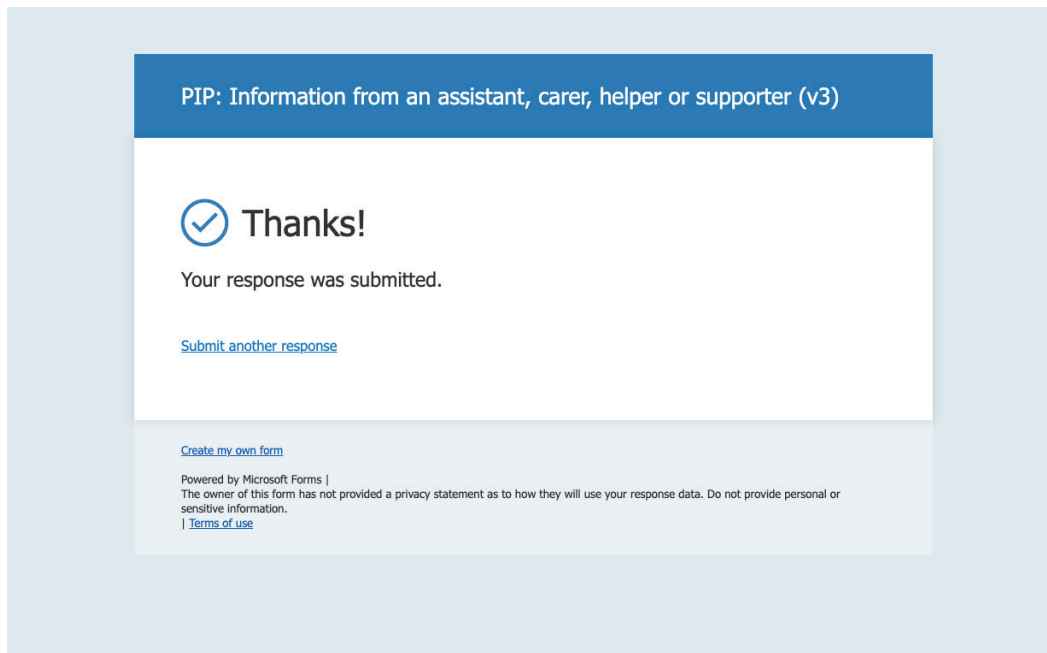 PIP: Information from an assistant, carer, helper or supporter (v3)
Thanks!
Your response was submitted.
Submit another response
Create my own form
Powered by Microsoft Forms |
The owner of this form has not provided a privacy statement as to how they will use your response data. Do not provide personal or
sensitive information.
| Terms of use